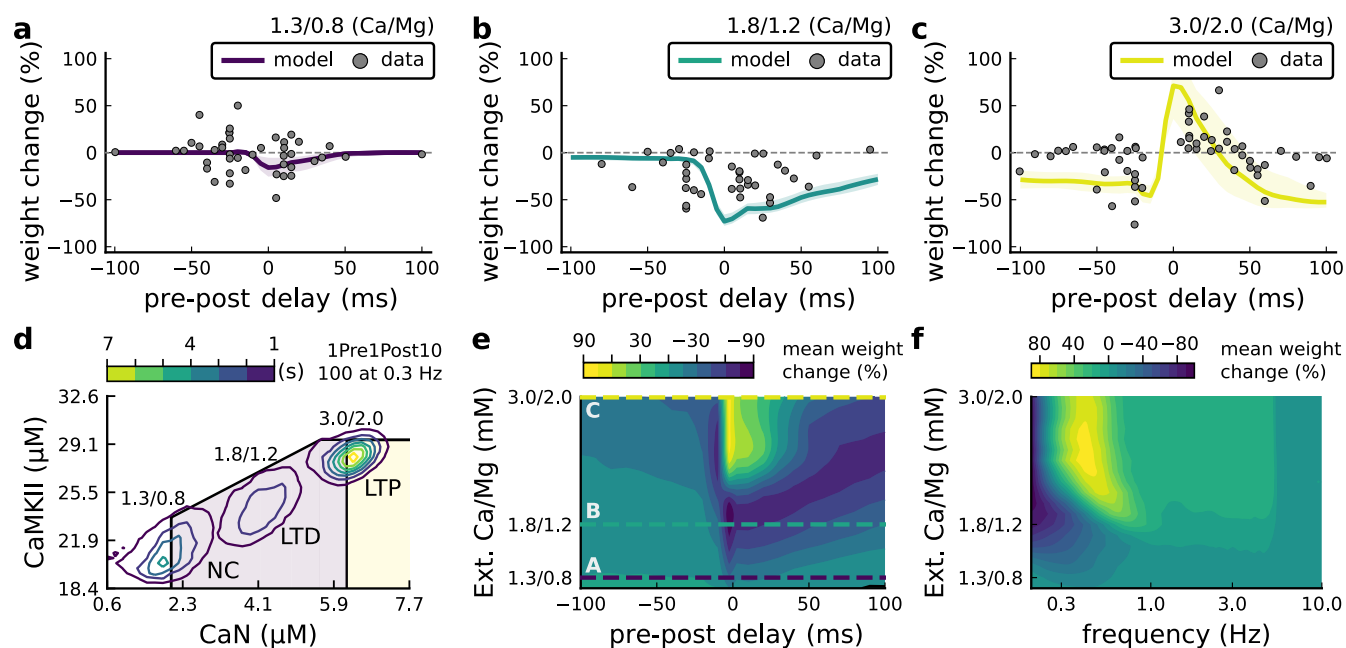 a
1.3/0.8 (Ca/Mg)
model
data
weight change (%)
100
50
0
−50
−100
−100
−50
0
50
100
pre-post delay (ms)
b
1.8/1.2 (Ca/Mg)
model
data
weight change (%)
100
50
0
−50
−100
−100
−50
0
50
100
pre-post delay (ms)
c
3.0/2.0 (Ca/Mg)
model
data
weight change (%)
100
50
0
−50
−100
−100
−50
0
50
100
pre-post delay (ms)
d
7
4
1
(s)
1Pre1Post10
100 at 0.3 Hz
CaMKII (μM)
32.6
29.1
25.5
21.9
18.4
3.0/2.0
1.8/1.2
1.3/0.8
LTP
LTD
NC
0.6
2.3
4.1
5.9
7.7
CaN (μM)
e
90
30
−30
−90
mean weight
change (%)
Ext. Ca/Mg (mM)
3.0/2.0
1.8/1.2
1.3/0.8
C
B
A
−100
−50
0
50
100
pre-post delay (ms)
f
80
40
0
−40
−80
mean weight
change (%)
Ext. Ca/Mg (mM)
3.0/2.0
1.8/1.2
1.3/0.8
0.3
1.0
3.0
10.0
frequency (Hz)